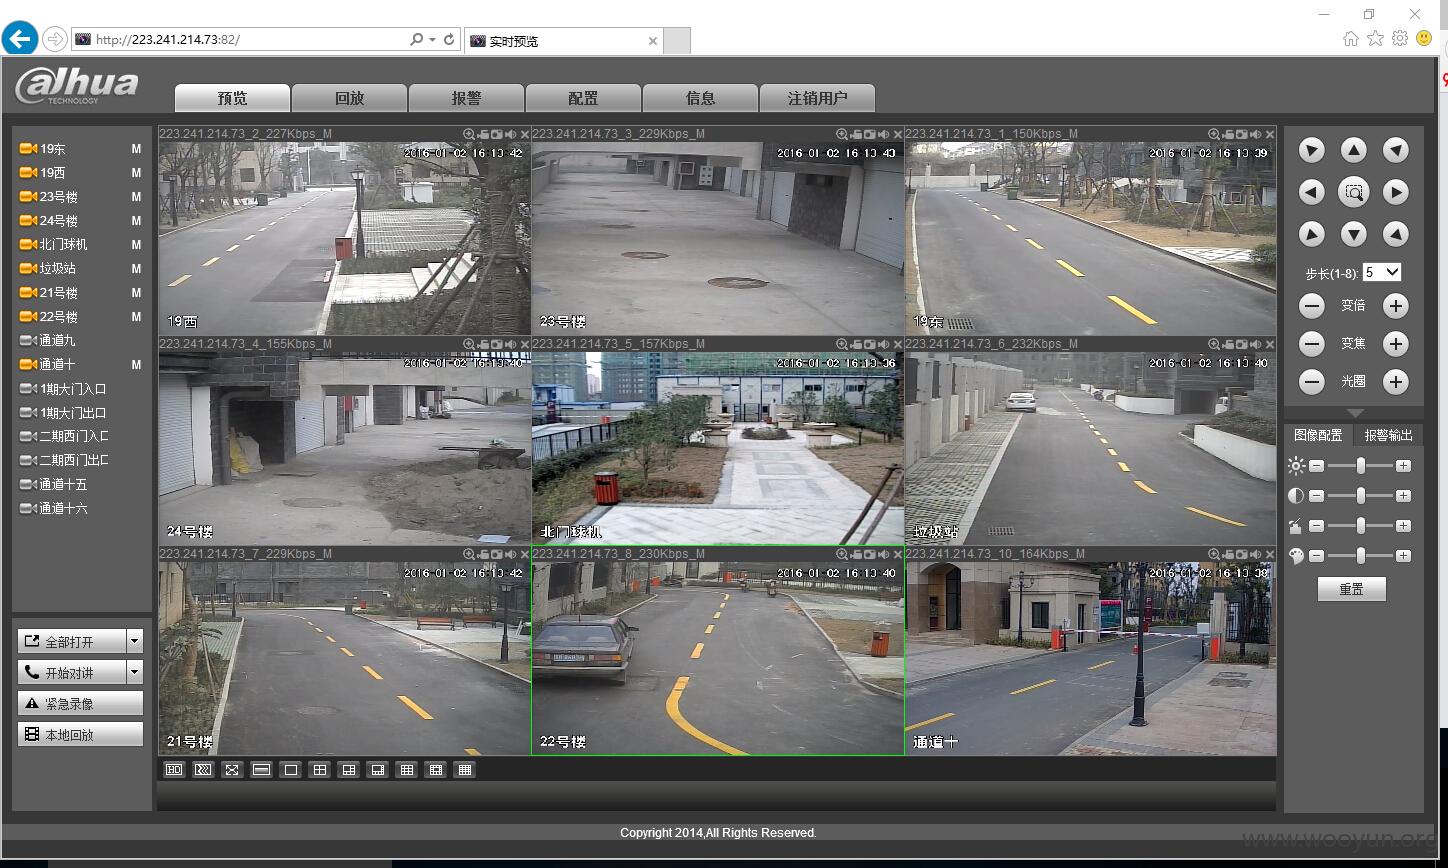 http://223.241.214.73:82/
实时预览
alhua
TECHNOLOGY
预览
回放
报警
配置
信息
注销用户
19东 M
19西 M
23号楼 M
24号楼 M
北门球机 M
垃圾站 M
21号楼 M
22号楼 M
通道九
通道十 M
1期大门入口
1期大门出口
二期西门入口
二期西门出口
通道十五
通道十六
全部打开
开始对讲
紧急录像
本地回放
223.241.214.73_2_227Kbps_M
2016-01-02 16:13:42
19西
223.241.214.73_3_229Kbps_M
2016-01-02 16:13:43
23号楼
223.241.214.73_1_150Kbps_M
2016-01-02 16:13:39
19东
223.241.214.73_4_155Kbps_M
2016-01-02 16:13:40
24号楼
223.241.214.73_5_157Kbps_M
2016-01-02 16:13:36
北门球机
223.241.214.73_6_232Kbps_M
2016-01-02 16:13:40
垃圾站
223.241.214.73_7_229Kbps_M
2016-01-02 16:13:42
21号楼
223.241.214.73_8_230Kbps_M
2016-01-02 16:13:40
22号楼
223.241.214.73_10_164Kbps_M
2016-01-02 16:13:38
通道十
HD
步长(1-8): 5
变倍
变焦
光圈
图像配置
报警输出
重置
Copyright 2014,All Rights Reserved.
www.wooyun.org